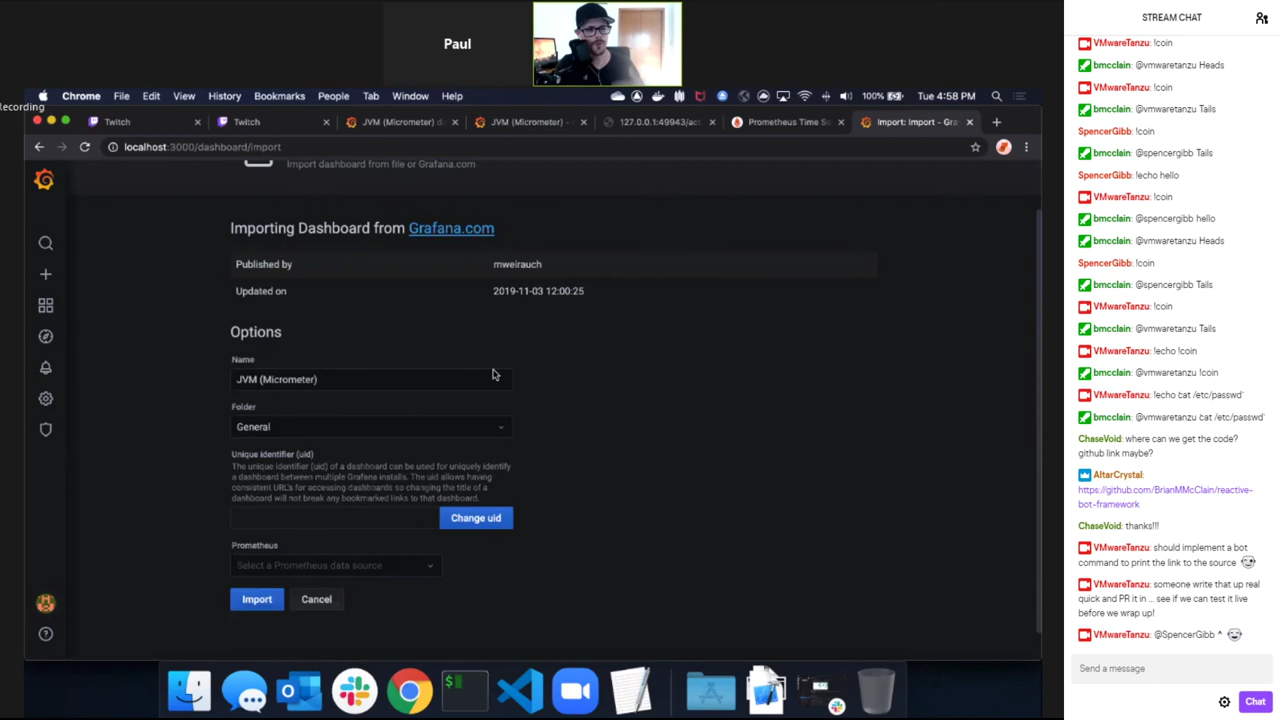 Paul
STREAM CHAT
Chrome File Edit View History Bookmarks People Tab Window Help 100% Tue 4:58 PM
Recording
Twitch Twitch JVM (Micrometer) d JVM (Micrometer) - 127.0.0.1:49943/ac Prometheus Time Se Import: Import - Gra
localhost:3000/dashboard/import
Import dashboard from file or Grafana.com
Importing Dashboard from Grafana.com
Published by mweirauch
Updated on 2019-11-03 12:00:25
Options
Name
JVM (Micrometer)
Folder
General
Unique identifier (uid)
The unique identifier (uid) of a dashboard can be used for uniquely identify
a dashboard between multiple Grafana installs. The uid allows having
consistent URL's for accessing dashboards so changing the title of a
dashboard will not break any bookmarked links to that dashboard.
Change uid
Prometheus
Select a Prometheus data source
Import Cancel
VMwareTanzu: !coin
bmcclain: @vmwaretanzu Heads
VMwareTanzu: !coin
bmcclain: @vmwaretanzu Tails
SpencerGibb: !coin
bmcclain: @spencergibb Tails
SpencerGibb: !echo hello
VMwareTanzu: !coin
bmcclain: @spencergibb hello
bmcclain: @vmwaretanzu Heads
SpencerGibb: !coin
bmcclain: @spencergibb Tails
VMwareTanzu: !coin
bmcclain: @vmwaretanzu Tails
VMwareTanzu: !echo !coin
bmcclain: @vmwaretanzu !coin
VMwareTanzu: !echo `cat /etc/passwd`
bmcclain: @vmwaretanzu `cat /etc/passwd`
ChaseVoid: where can we get the code?
github link maybe?
AltarCrystal:
https://github.com/BrianMMcClain/reactive-
bot-framework
ChaseVoid: thanks!!!
VMwareTanzu: should implement a bot
command to print the link to the source
VMwareTanzu: someone write that up real
quick and PR it in ... see if we can test it live
before we wrap up!
VMwareTanzu: @SpencerGibb ^
Send a message
Chat